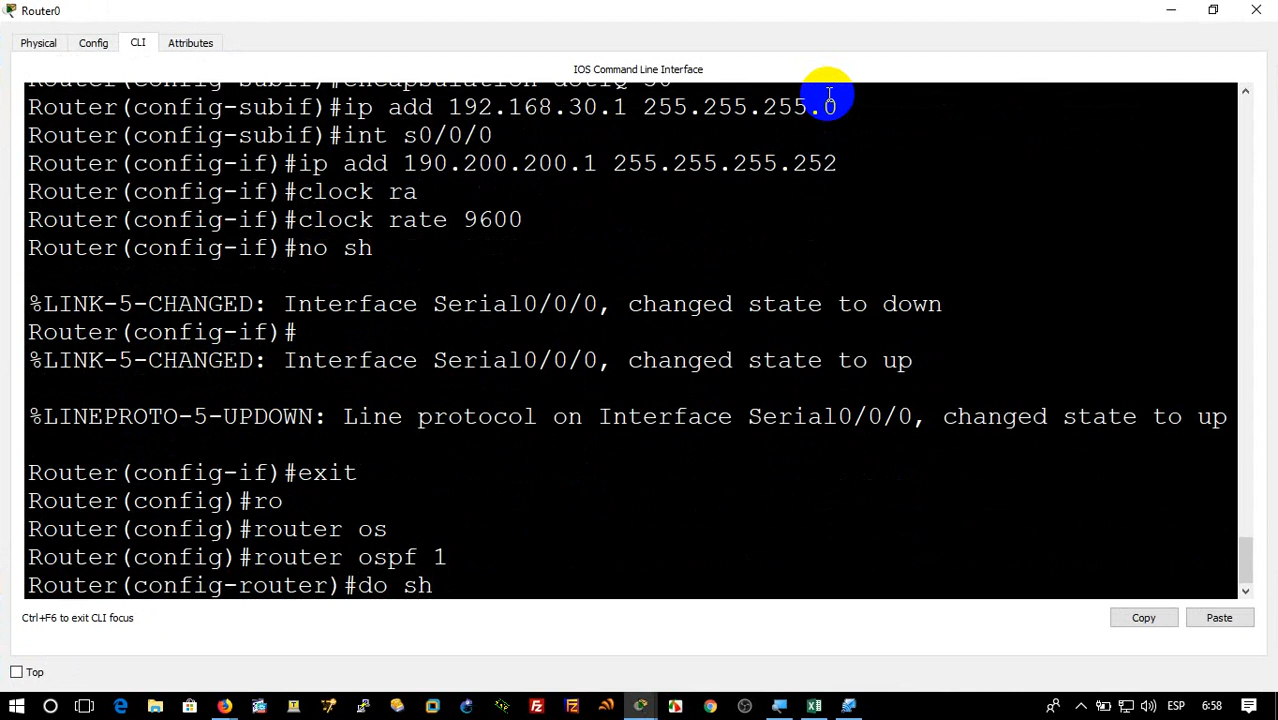 Router0
Physical
Config
CLI
Attributes
IOS Command Line Interface
Router(config-subif)#encapsulation dot1Q 30
Router(config-subif)#ip add 192.168.30.1 255.255.255.0
Router(config-subif)#int s0/0/0
Router(config-if)#ip add 190.200.200.1 255.255.255.252
Router(config-if)#clock ra
Router(config-if)#clock rate 9600
Router(config-if)#no sh
%LINK-5-CHANGED: Interface Serial0/0/0, changed state to down
Router(config-if)#
%LINK-5-CHANGED: Interface Serial0/0/0, changed state to up
%LINEPROTO-5-UPDOWN: Line protocol on Interface Serial0/0/0, changed state to up
Router(config-if)#exit
Router(config)#ro
Router(config)#router os
Router(config)#router ospf 1
Router(config-router)#do sh
Ctrl+F6 to exit CLI focus
Copy
Paste
Top
ESP
6:58